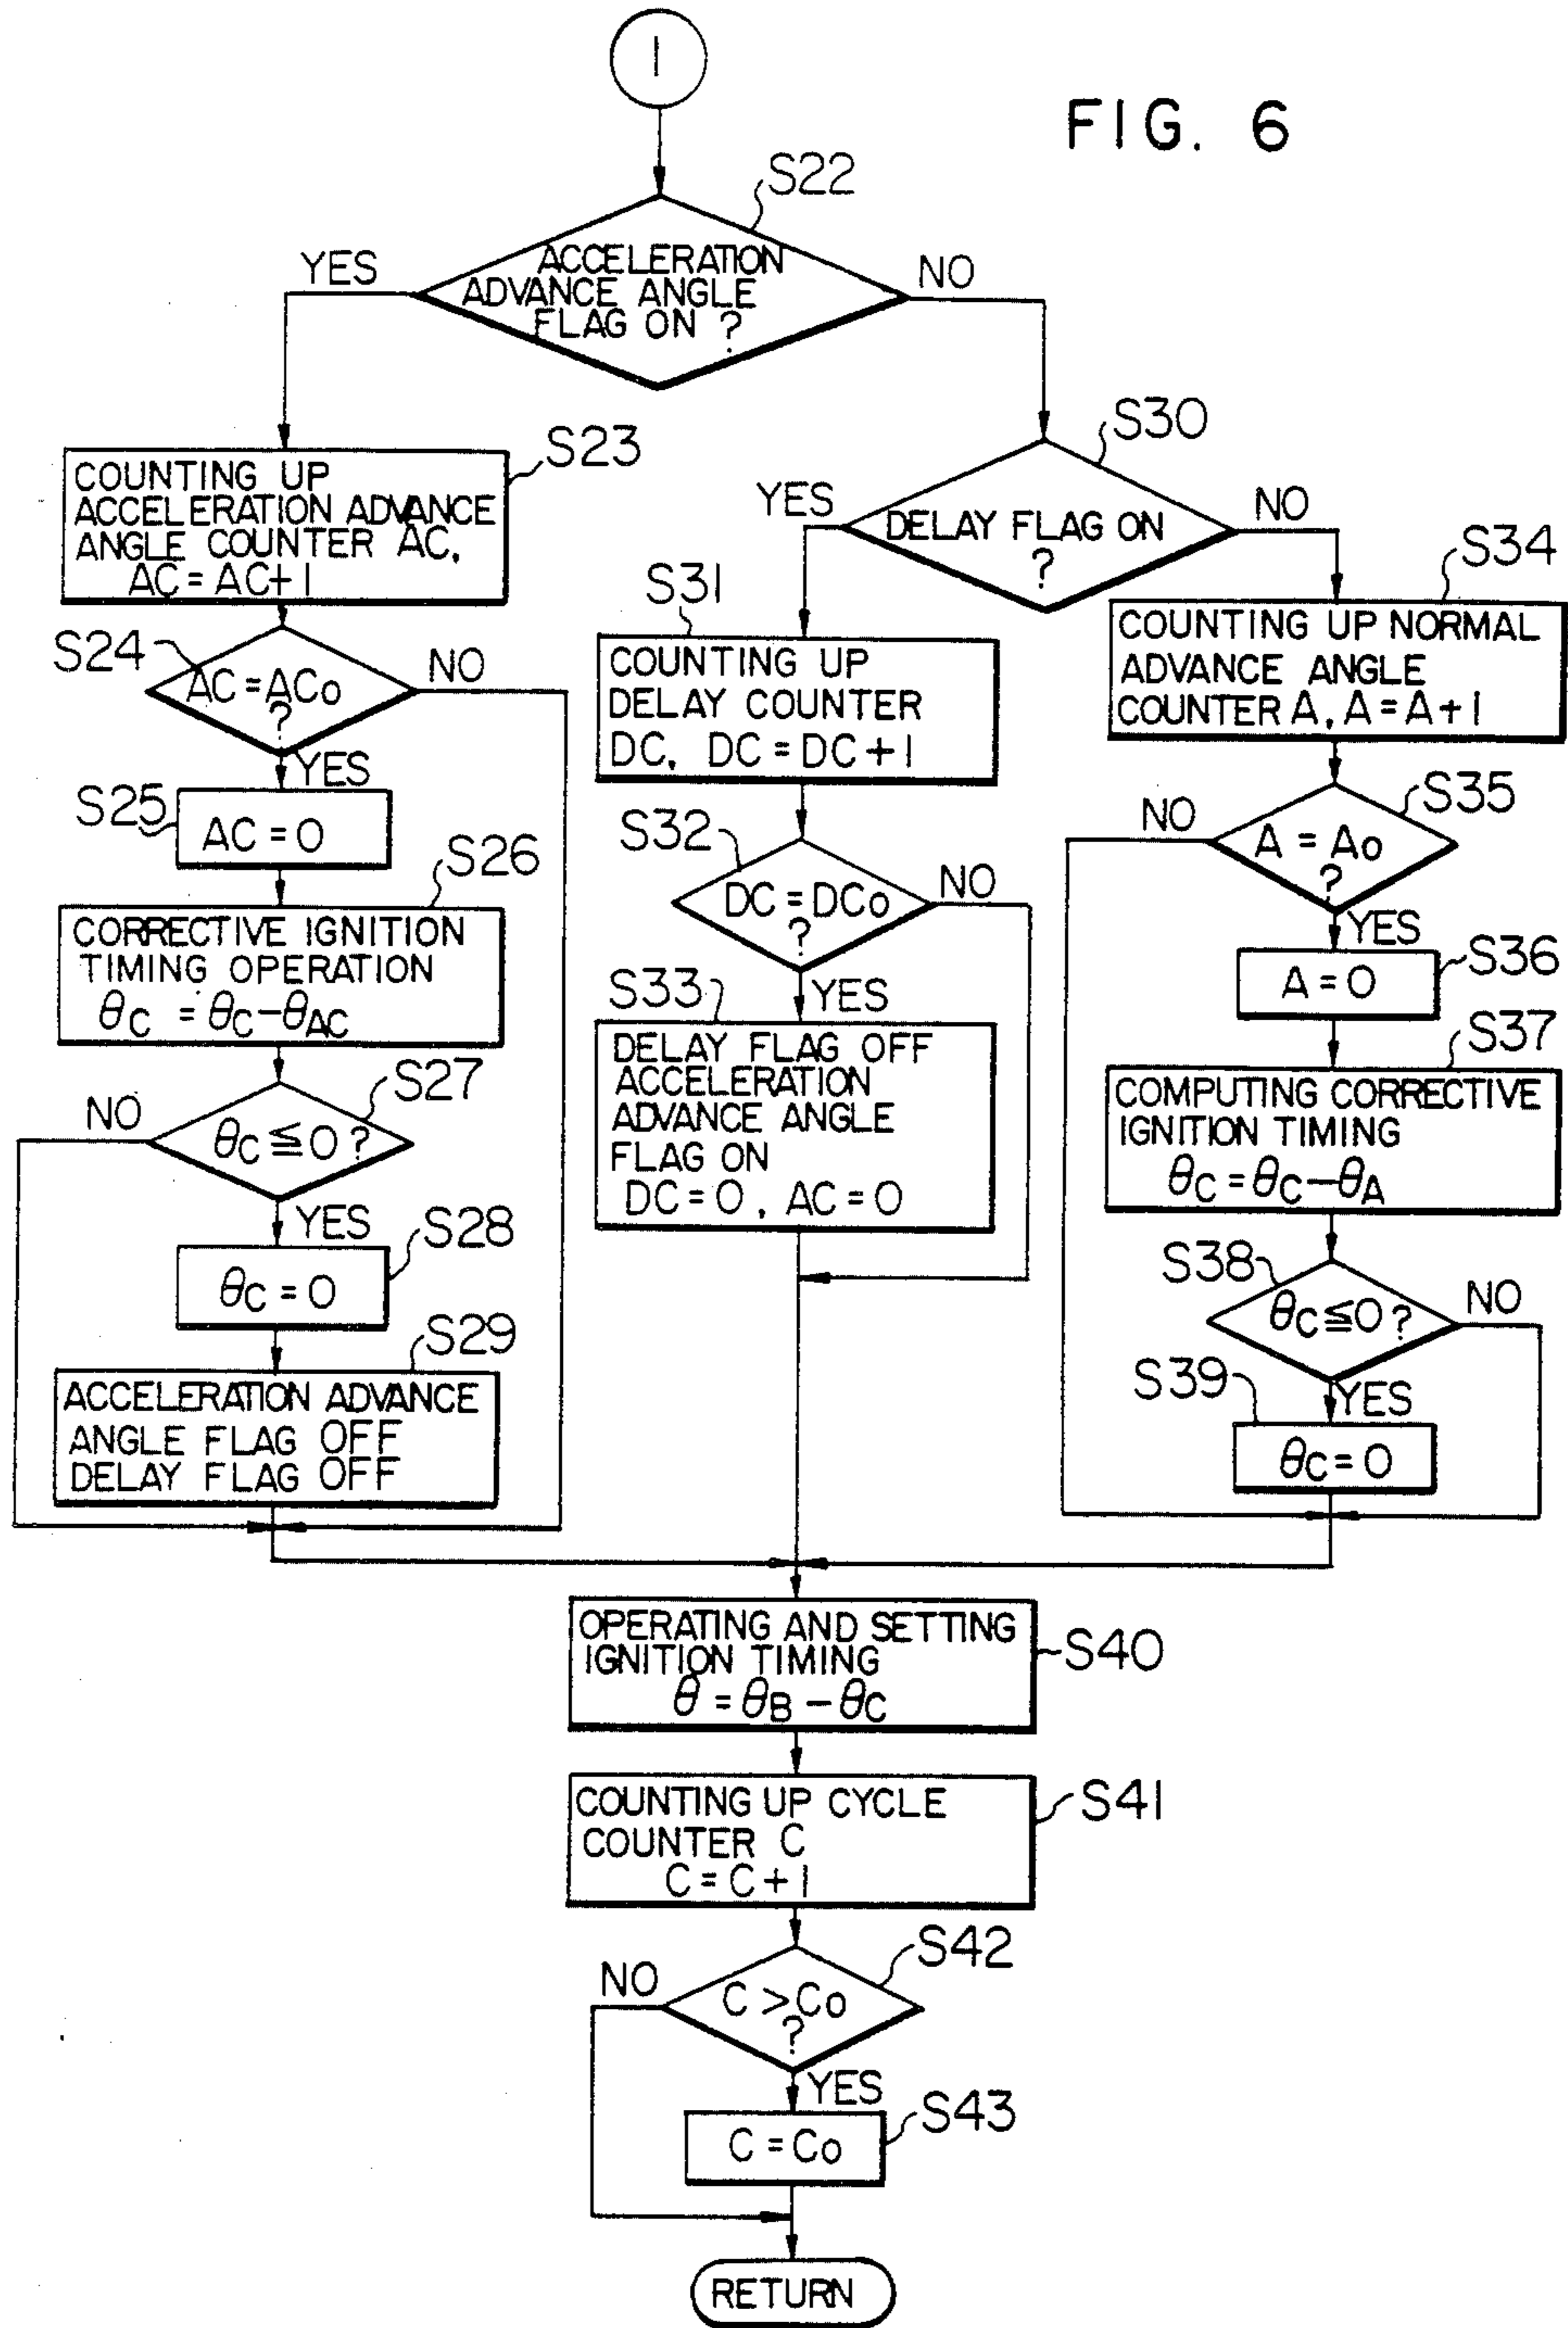 1
FIG. 6
S22
ACCELERATION
ADVANCE ANGLE
FLAG ON ?
YES
NO
S23
COUNTING UP
ACCELERATION ADVANCE
ANGLE COUNTER AC,
AC = AC+1
S24
AC = ACo
?
NO
YES
S25
AC = 0
S26
CORRECTIVE IGNITION
TIMING OPERATION
θC = θC-θAC
S27
NO
θC ≦ 0 ?
YES
S28
θC = 0
S29
ACCELERATION ADVANCE
ANGLE FLAG OFF
DELAY FLAG OFF
S30
YES
DELAY FLAG ON
?
NO
S31
COUNTING UP
DELAY COUNTER
DC, DC = DC+1
S32
DC = DCo
?
NO
YES
S33
DELAY FLAG OFF
ACCELERATION
ADVANCE ANGLE
FLAG ON
DC = 0, AC = 0
S34
COUNTING UP NORMAL
ADVANCE ANGLE
COUNTER A, A = A+1
S35
NO
A = Ao
?
YES
S36
A = 0
S37
COMPUTING CORRECTIVE
IGNITION TIMING
θC = θC-θA
S38
θC ≦ 0 ?
NO
S39
YES
θC = 0
OPERATING AND SETTING
IGNITION TIMING
θ = θB - θC
S40
COUNTING UP CYCLE
COUNTER C
C = C+1
S41
S42
NO
C > Co
?
YES
S43
C = Co
RETURN